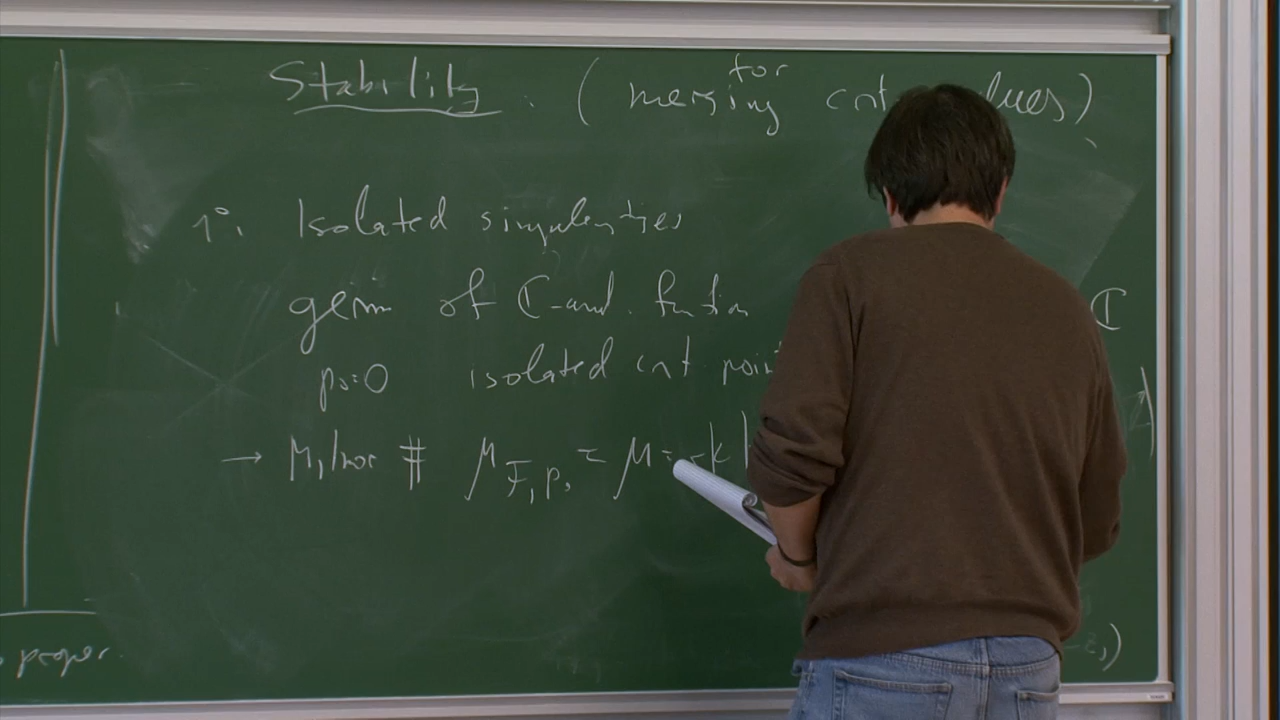 Stability . (for merging crit lues)
1°. Isolated singularities
germ of ℂ-anal. function ℂ
p₀=0 isolated crit. point
→ Milnor # μ_{F,p₀} = μ = rk
proper.